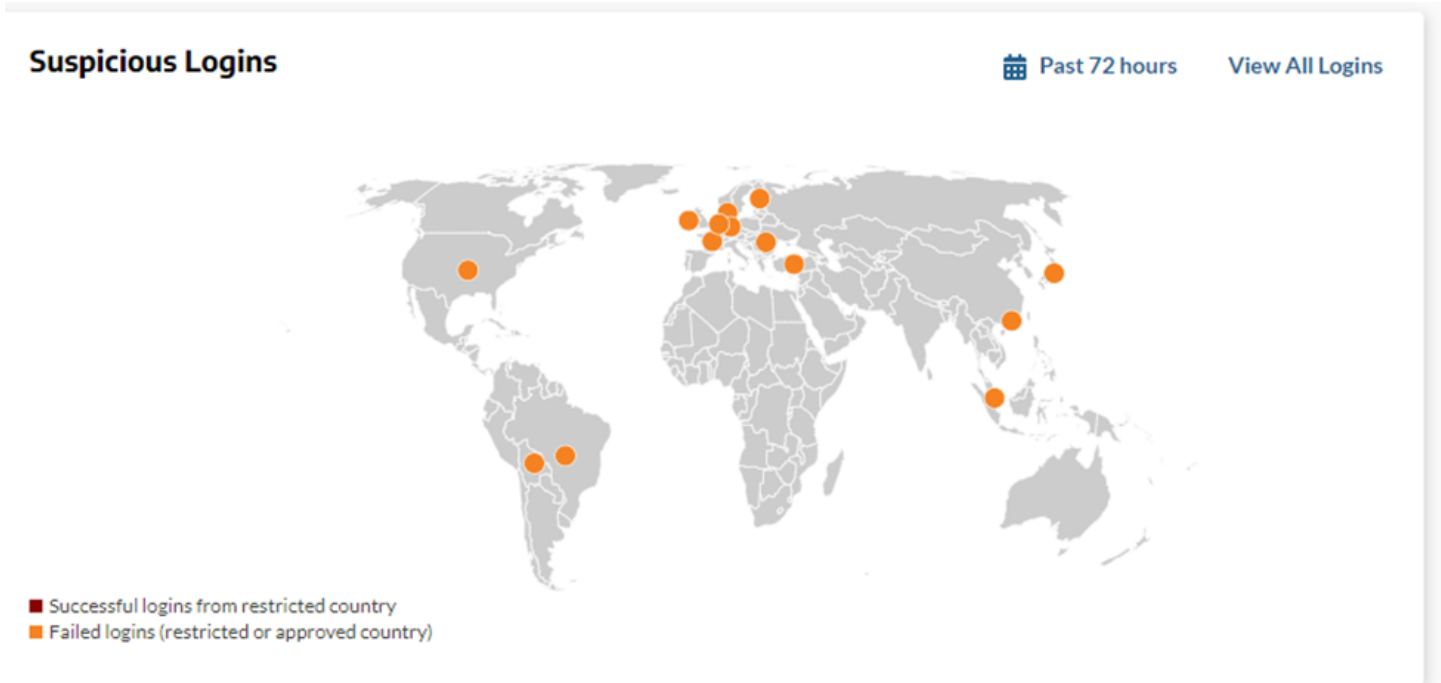 Suspicious Logins
Past 72 hours
View All Logins
Successful logins from restricted country
Failed logins (restricted or approved country)